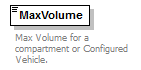 MaxVolume
Max Volume for a
compartment or Configured
Vehicle.